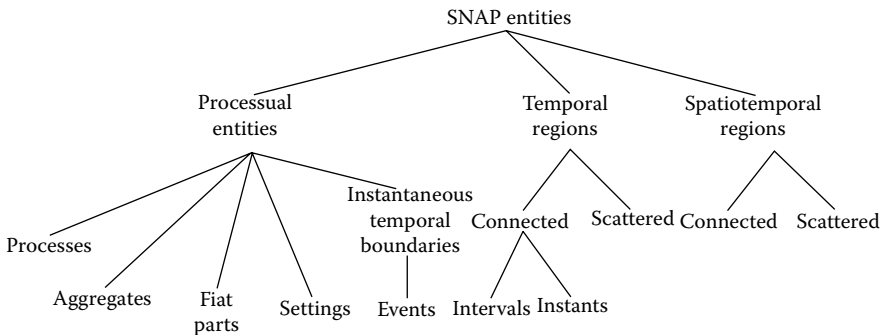 SNAP entities
Processual
entities
Temporal
regions
Spatiotemporal
regions
Processes
Aggregates
Fiat
parts
Settings
Instantaneous
temporal
boundaries
Events
Connected
Scattered
Intervals
Instants
Connected
Scattered